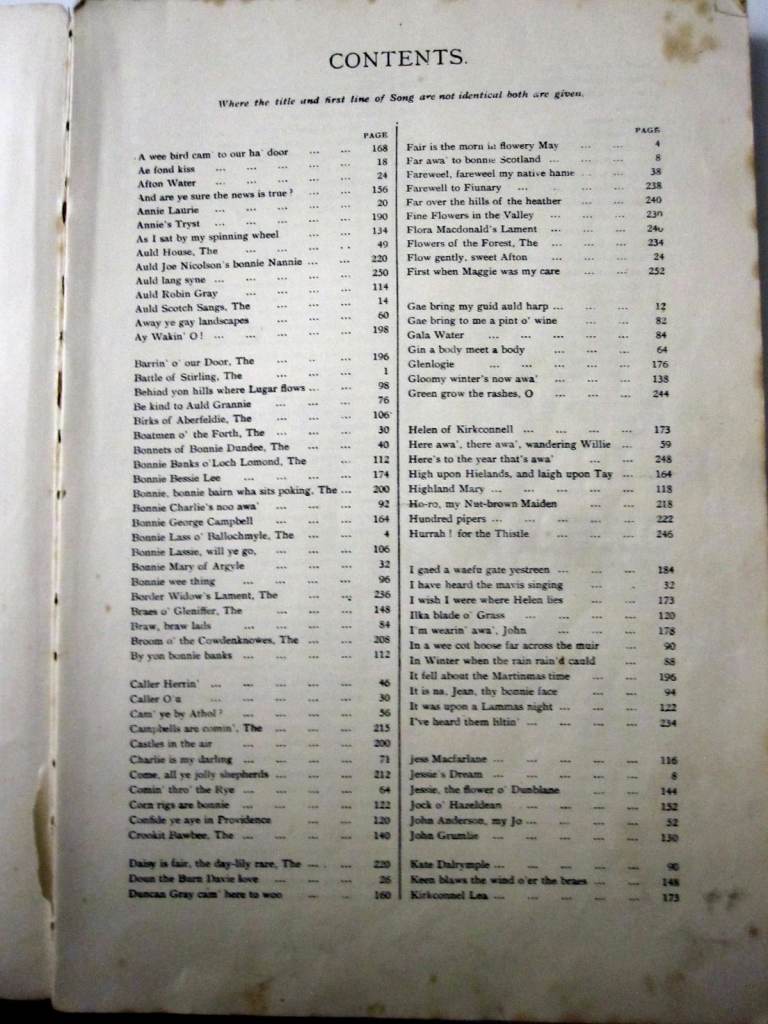 CONTENTS.
Where the title and first line of Song are not identical both are given.
PAGE
A wee bird cam' to our ha' door ... ... 168
Ae fond kiss ... ... ... ... 18
Afton Water ... ... ... ... 24
And are ye sure the news is true? ... ... 156
Annie Laurie ... ... ... ... 20
Annie's Tryst ... ... ... ... 190
As I sat by my spinning wheel ... ... 134
Auld House, The ... ... ... 49
Auld Joe Nicolson's bonnie Nannie ... ... 220
Auld lang syne ... ... ... ... 250
Auld Robin Gray ... ... ... 114
Auld Scotch Sangs, The ... ... ... 14
Away ye gay landscapes ... ... ... 60
Ay Wakin' O! ... ... ... ... 198
Barrin' o' our Door, The ... ... ... 196
Battle of Stirling, The ... ... ... 1
Behind yon hills where Lugar flows ... ... 98
Be kind to Auld Grannie ... ... ... 76
Birks of Aberfeldie, The ... ... ... 106
Boatmen o' the Forth, The ... ... ... 30
Bonnets of Bonnie Dundee, The ... ... 40
Bonnie Banks o' Loch Lomond, The ... ... 112
Bonnie Bessie Lee ... ... ... ... 174
Bonnie, bonnie bairn wha sits poking, The ... 200
Bonnie Charlie's noo awa' ... ... ... 92
Bonnie George Campbell ... ... ... 164
Bonnie Lass o' Ballochmyle, The ... ... 4
Bonnie Lassie, will ye go, ... ... ... 106
Bonnie Mary of Argyle ... ... ... 32
Bonnie wee thing ... ... ... ... 96
Border Widow's Lament, The ... ... 236
Braes o' Gleniffer, The ... ... ... 148
Braw, braw lads ... ... ... ... 84
Broom o' the Cowdenknowes, The ... ... 208
By yon bonnie banks ... ... ... ... 112
Caller Herrin' ... ... ... ... 46
Caller O'u ... ... ... ... 30
Cam' ye by Athol? ... ... ... ... 56
Campbells are comin', The ... ... ... 215
Castles in the air ... ... ... ... 200
Charlie is my darling ... ... ... ... 71
Come, all ye jolly shepherds ... ... ... 212
Comin' thro' the Rye ... ... ... ... 64
Corn rigs are bonnie ... ... ... ... 122
Confide ye aye in Providence ... ... 120
Crookit Bawbee, The ... ... ... ... 140
Daisy is fair, the day-lily rare, The ... ... 220
Doun the Burn Davie love ... ... ... 26
Duncan Gray cam' here to woo ... ... 160
PAGE
Fair is the morn in flowery May ... ... 4
Far awa' to bonnie Scotland ... ... ... 8
Fareweel, fareweel my native hame ... ... 38
Farewell to Fiunary ... ... ... 238
Far over the hills of the heather ... ... 240
Fine Flowers in the Valley ... ... ... 230
Flora Macdonald's Lament ... ... ... 240
Flowers of the Forest, The ... ... ... 234
Flow gently, sweet Afton ... ... ... 24
First when Maggie was my care ... ... 252
Gae bring my guid auld harp ... ... ... 12
Gae bring to me a pint o' wine ... ... 82
Gala Water ... ... ... ... 84
Gin a body meet a body ... ... ... 64
Glenlogie ... ... ... ... 176
Gloomy winter's now awa' ... ... ... 138
Green grow the rashes, O ... ... ... 244
Helen of Kirkconnell ... ... ... ... 173
Here awa', there awa', wandering Willie ... 59
Here's to the year that's awa' ... ... 248
High upon Hielands, and laigh upon Tay ... 164
Highland Mary ... ... ... ... 118
Ho-ro, my Nut-brown Maiden ... ... 218
Hundred pipers ... ... ... ... 222
Hurrah! for the Thistle ... ... ... 246
I gaed a waefu gate yestreen ... ... ... 184
I have heard the mavis singing ... ... 32
I wish I were where Helen lies ... ... 173
Ilka blade o' Grass ... ... ... ... 120
I'm wearin' awa', John ... ... ... 178
In a wee cot hoose far across the muir ... 90
In Winter when the rain rain'd cauld ... 88
It fell about the Martinmas time ... ... 196
It is na, Jean, thy bonnie face ... ... 94
It was upon a Lammas night ... ... ... 122
I've heard them liltin' ... ... ... ... 234
Jess Macfarlane ... ... ... ... 116
Jessie's Dream ... ... ... ... 8
Jessie, the flower o' Dunblane ... ... 144
Jock o' Hazeldean ... ... ... ... 152
John Anderson, my Jo ... ... ... ... 52
John Grumlie ... ... ... ... 130
Kate Dalrymple ... ... ... ... 90
Keen blaws the wind o'er the braes ... ... 148
Kirkconnel Lea ... ... ... ... 173